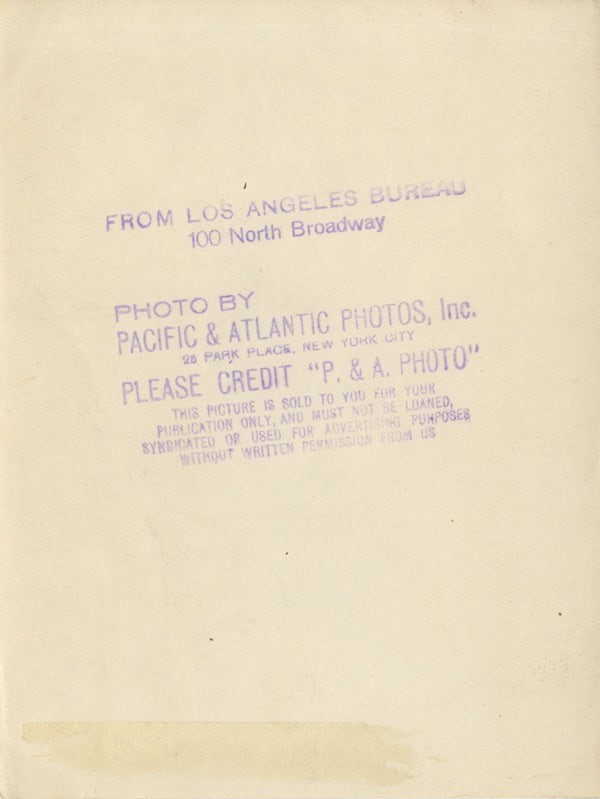 FROM LOS ANGELES BUREAU
100 North Broadway
PHOTO BY
PACIFIC & ATLANTIC PHOTOS, Inc.
25 PARK PLACE, NEW YORK CITY
PLEASE CREDIT "P. & A. PHOTO"
THIS PICTURE IS SOLD TO YOU FOR YOUR
PUBLICATION ONLY, AND MUST NOT BE LOANED,
SYNDICATED OR USED FOR ADVERTISING PURPOSES
WITHOUT WRITTEN PERMISSION FROM US